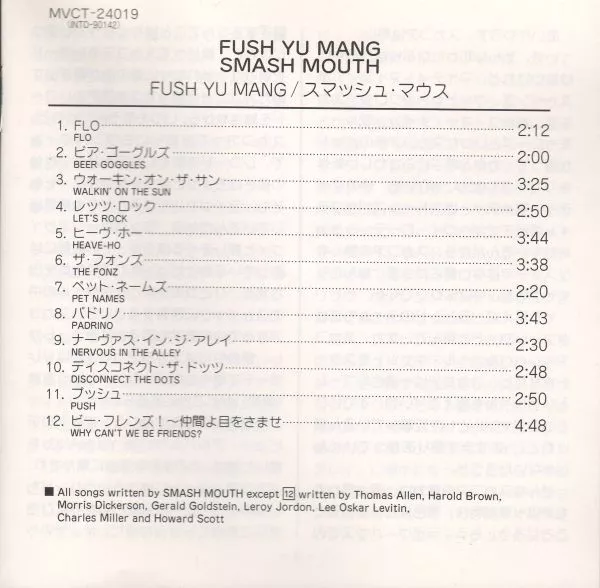 MVCT-24019
(INTD-90142)
FUSH YU MANG
SMASH MOUTH
FUSH YU MANG/スマッシュ・マウス
1. FLO 2:12
FLO
2. ビア・ゴーグルズ 2:00
BEER GOGGLES
3. ウォーキン・オン・ザ・サン 3:25
WALKIN' ON THE SUN
4. レッツ・ロック 2:50
LET'S ROCK
5. ヒーヴ・ホー 3:44
HEAVE-HO
6. ザ・フォンズ 3:38
THE FONZ
7. ペット・ネームズ 2:20
PET NAMES
8. パドリノ 3:43
PADRINO
9. ナーヴァス・イン・ジ・アレイ 2:30
NERVOUS IN THE ALLEY
10. ディスコネクト・ザ・ドッツ 2:48
DISCONNECT THE DOTS
11. プッシュ 2:50
PUSH
12. ビー・フレンズ!～仲間よ目をさませ 4:48
WHY CAN'T WE BE FRIENDS?
■ All songs written by SMASH MOUTH except 12 written by Thomas Allen, Harold Brown,
Morris Dickerson, Gerald Goldstein, Leroy Jordon, Lee Oskar Levitin,
Charles Miller and Howard Scott